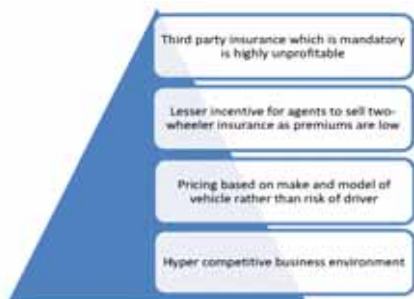 Third party insurance which is mandatory
is highly unprofitable
Lesser incentive for agents to sell two-
wheeler insurance as premiums are low
Pricing based on make and model of
vehicle rather than risk of driver
Hyper competitive business environment